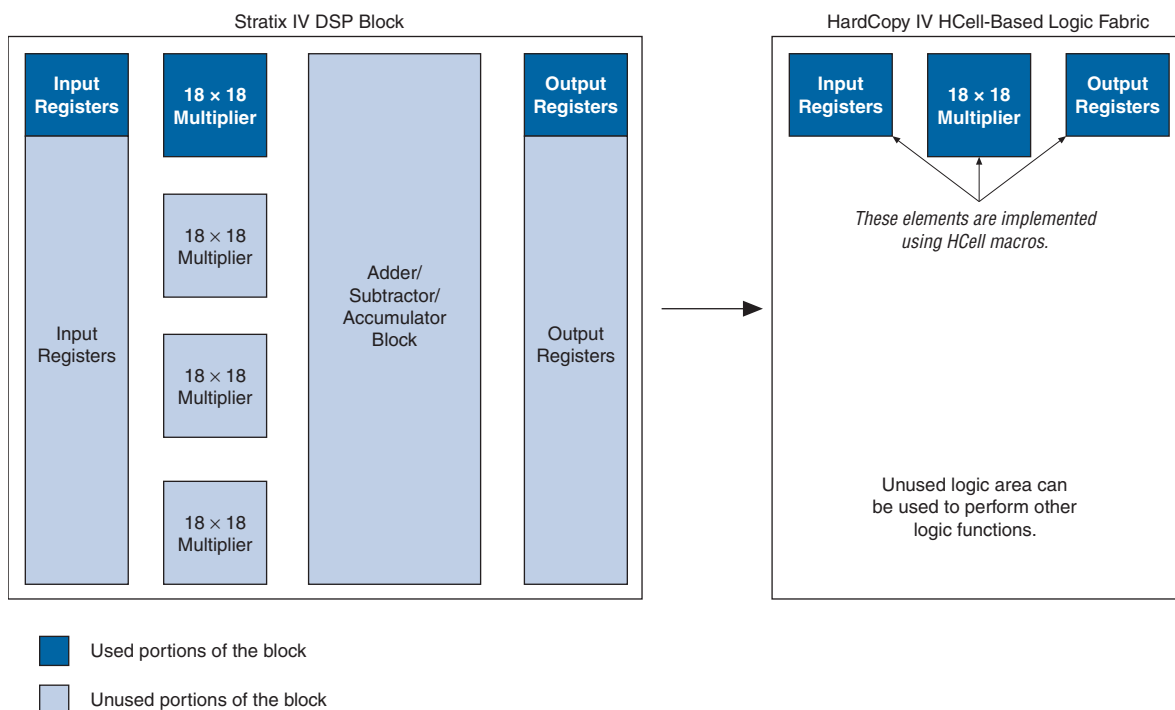 Stratix IV DSP Block
Input
Registers
18 × 18
Multiplier
Output
Registers
Input
Registers
18 × 18
Multiplier
18 × 18
Multiplier
18 × 18
Multiplier
Adder/
Subtractor/
Accumulator
Block
Output
Registers
HardCopy IV HCell-Based Logic Fabric
Input
Registers
18 × 18
Multiplier
Output
Registers
These elements are implemented
using HCell macros.
Unused logic area can
be used to perform other
logic functions.
Used portions of the block
Unused portions of the block